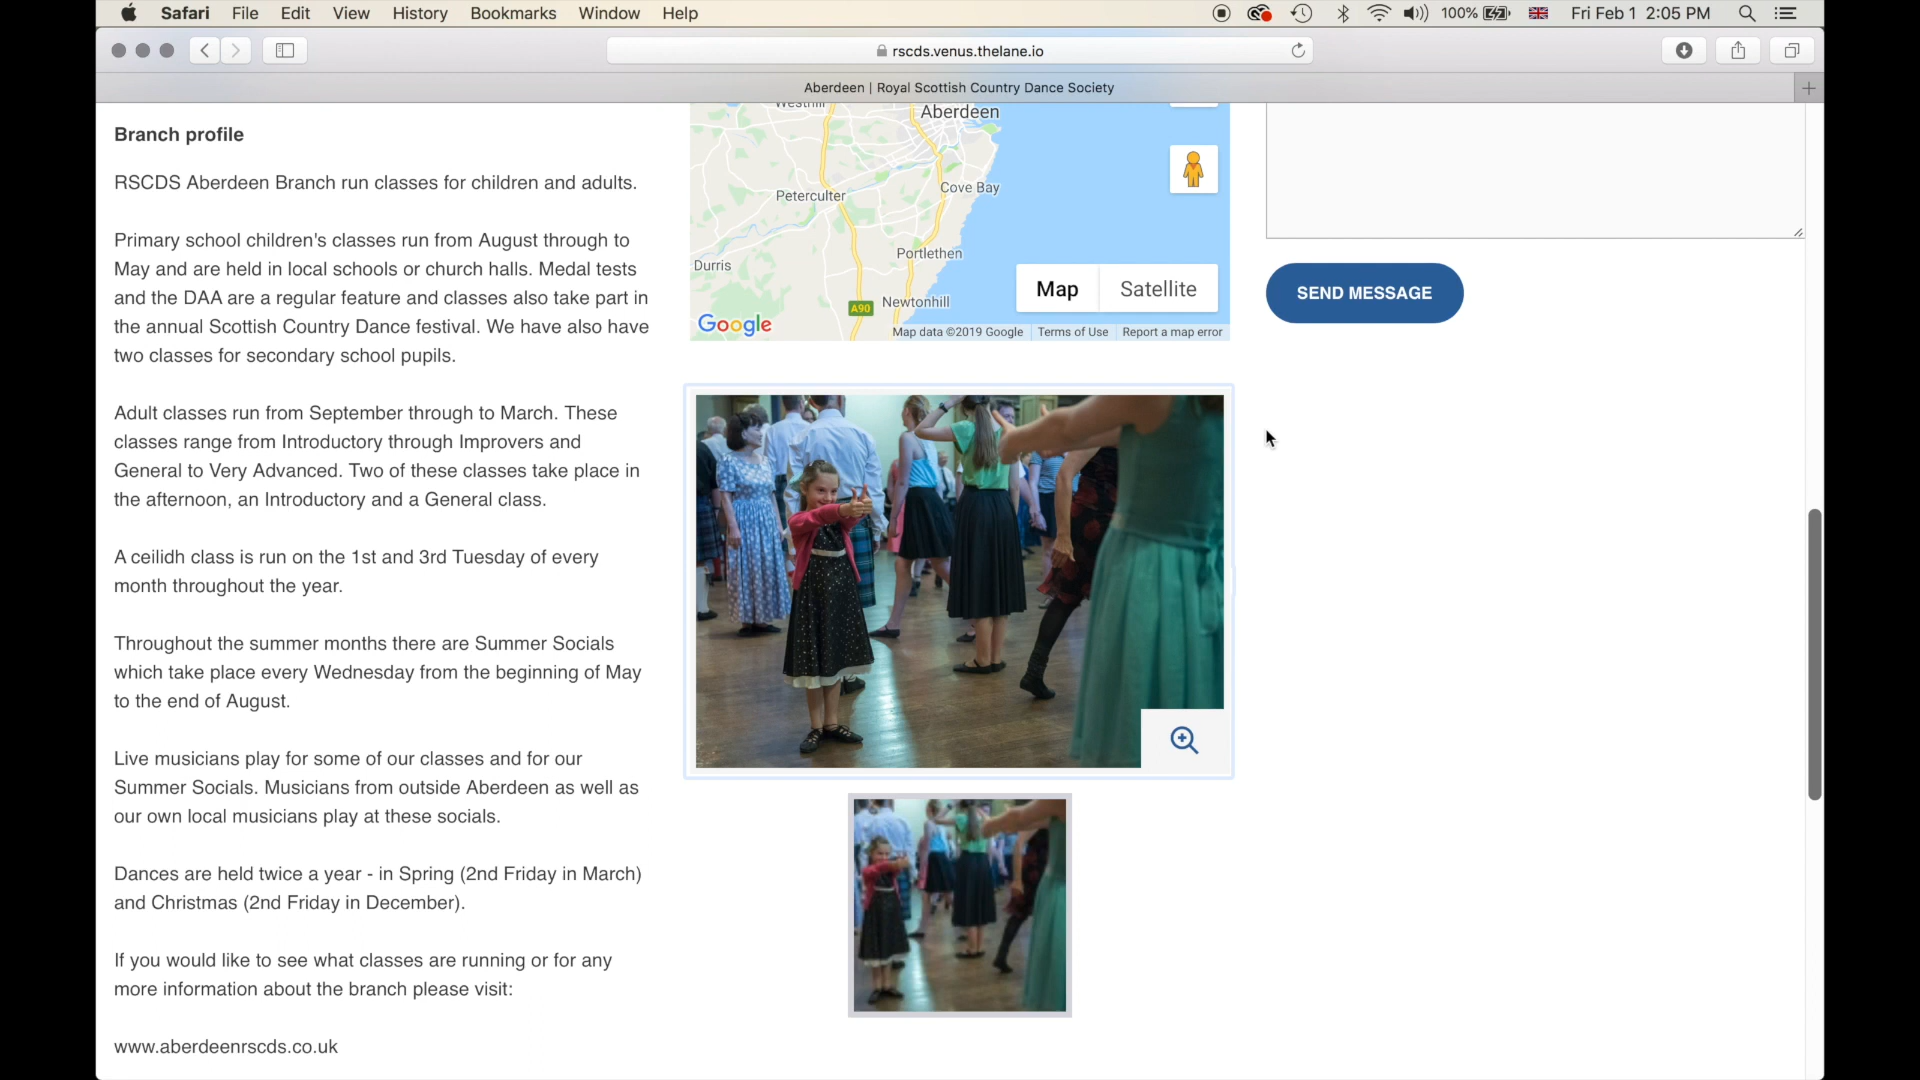 Safari File Edit View History Bookmarks Window Help 100% Fri Feb 1 2:05 PM
rscds.venus.thelane.io
Aberdeen | Royal Scottish Country Dance Society
Branch profile
RSCDS Aberdeen Branch run classes for children and adults.
Primary school children's classes run from August through to
May and are held in local schools or church halls. Medal tests
and the DAA are a regular feature and classes also take part in
the annual Scottish Country Dance festival. We have also have
two classes for secondary school pupils.
Adult classes run from September through to March. These
classes range from Introductory through Improvers and
General to Very Advanced. Two of these classes take place in
the afternoon, an Introductory and a General class.
A ceilidh class is run on the 1st and 3rd Tuesday of every
month throughout the year.
Throughout the summer months there are Summer Socials
which take place every Wednesday from the beginning of May
to the end of August.
Live musicians play for some of our classes and for our
Summer Socials. Musicians from outside Aberdeen as well as
our own local musicians play at these socials.
Dances are held twice a year - in Spring (2nd Friday in March)
and Christmas (2nd Friday in December).
If you would like to see what classes are running or for any
more information about the branch please visit:
www.aberdeenrscds.co.uk
Westhill
Aberdeen
Cove Bay
Peterculter
Portlethen
Durris
Map Satellite
Newtonhill
A90
Google
Map data ©2019 Google Terms of Use Report a map error
SEND MESSAGE